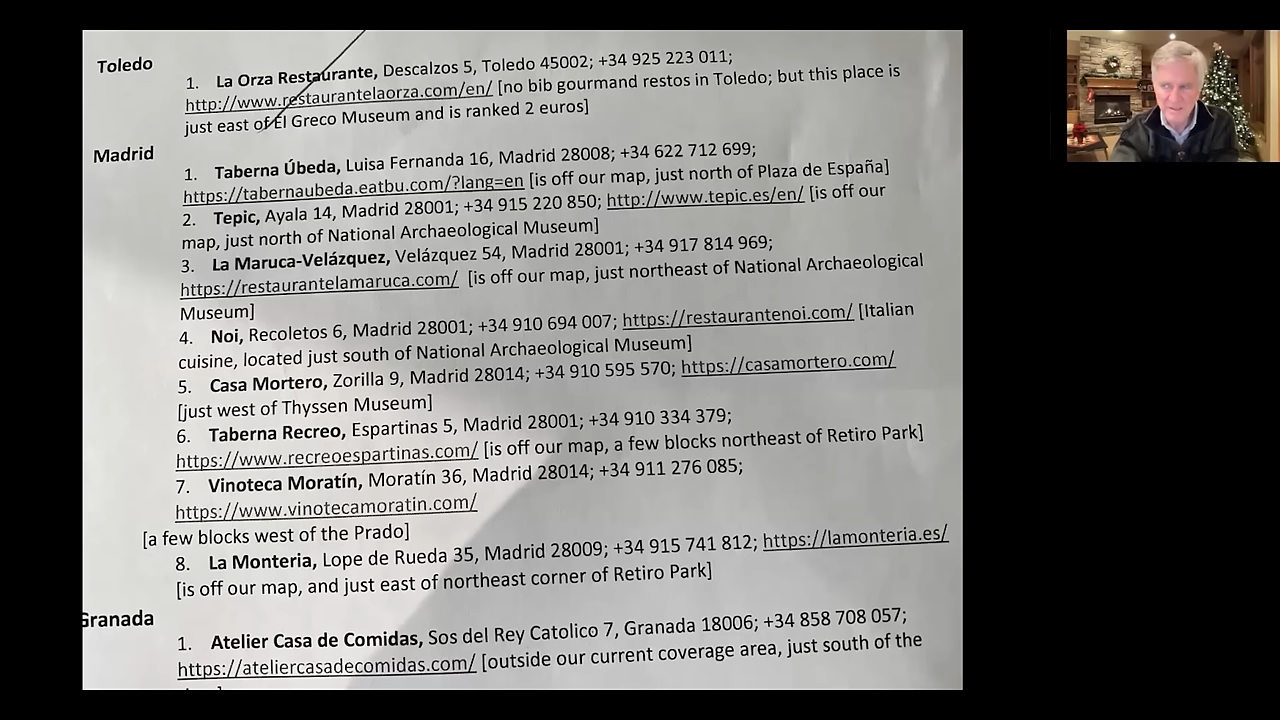 Toledo
1. La Orza Restaurante, Descalzos 5, Toledo 45002; +34 925 223 011;
http://www.restaurantelaorza.com/en/ [no bib gourmand restos in Toledo; but this place is
just east of El Greco Museum and is ranked 2 euros]
Madrid
1. Taberna Úbeda, Luisa Fernanda 16, Madrid 28008; +34 622 712 699;
https://tabernaubeda.eatbu.com/?lang=en [is off our map, just north of Plaza de España]
2. Tepic, Ayala 14, Madrid 28001; +34 915 220 850; http://www.tepic.es/en/ [is off our
map, just north of National Archaeological Museum]
3. La Maruca-Velázquez, Velázquez 54, Madrid 28001; +34 917 814 969;
https://restaurantelamaruca.com/ [is off our map, just northeast of National Archaeological
Museum]
4. Noi, Recoletos 6, Madrid 28001; +34 910 694 007; https://restaurantenoi.com/ [Italian
cuisine, located just south of National Archaeological Museum]
5. Casa Mortero, Zorilla 9, Madrid 28014; +34 910 595 570; https://casamortero.com/
[just west of Thyssen Museum]
6. Taberna Recreo, Espartinas 5, Madrid 28001; +34 910 334 379;
https://www.recreoespartinas.com/ [is off our map, a few blocks northeast of Retiro Park]
7. Vinoteca Moratín, Moratín 36, Madrid 28014; +34 911 276 085;
https://www.vinotecamoratin.com/
[a few blocks west of the Prado]
8. La Monteria, Lope de Rueda 35, Madrid 28009; +34 915 741 812; https://lamonteria.es/
[is off our map, and just east of northeast corner of Retiro Park]
Granada
1. Atelier Casa de Comidas, Sos del Rey Catolico 7, Granada 18006; +34 858 708 057;
https://ateliercasadecomidas.com/ [outside our current coverage area, just south of the